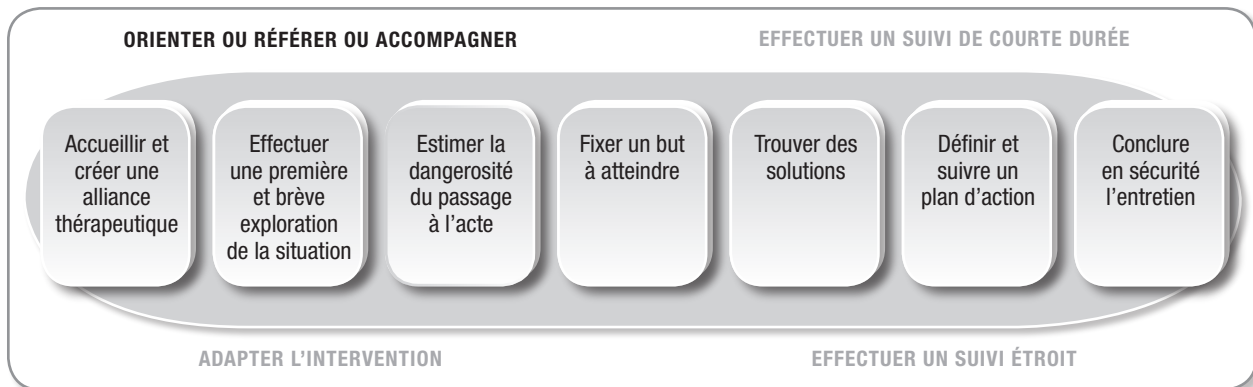 ORIENTER OU RÉFÉRER OU ACCOMPAGNER
EFFECTUER UN SUIVI DE COURTE DURÉE
Accueillir et
créer une
alliance
thérapeutique
Effectuer
une première
et brève
exploration
de la situation
Estimer la
dangerosité
du passage
à l’acte
Fixer un but
à atteindre
Trouver des
solutions
Définir et
suivre un
plan d’action
Conclure
en sécurité
l’entretien
ADAPTER L’INTERVENTION
EFFECTUER UN SUIVI ÉTROIT